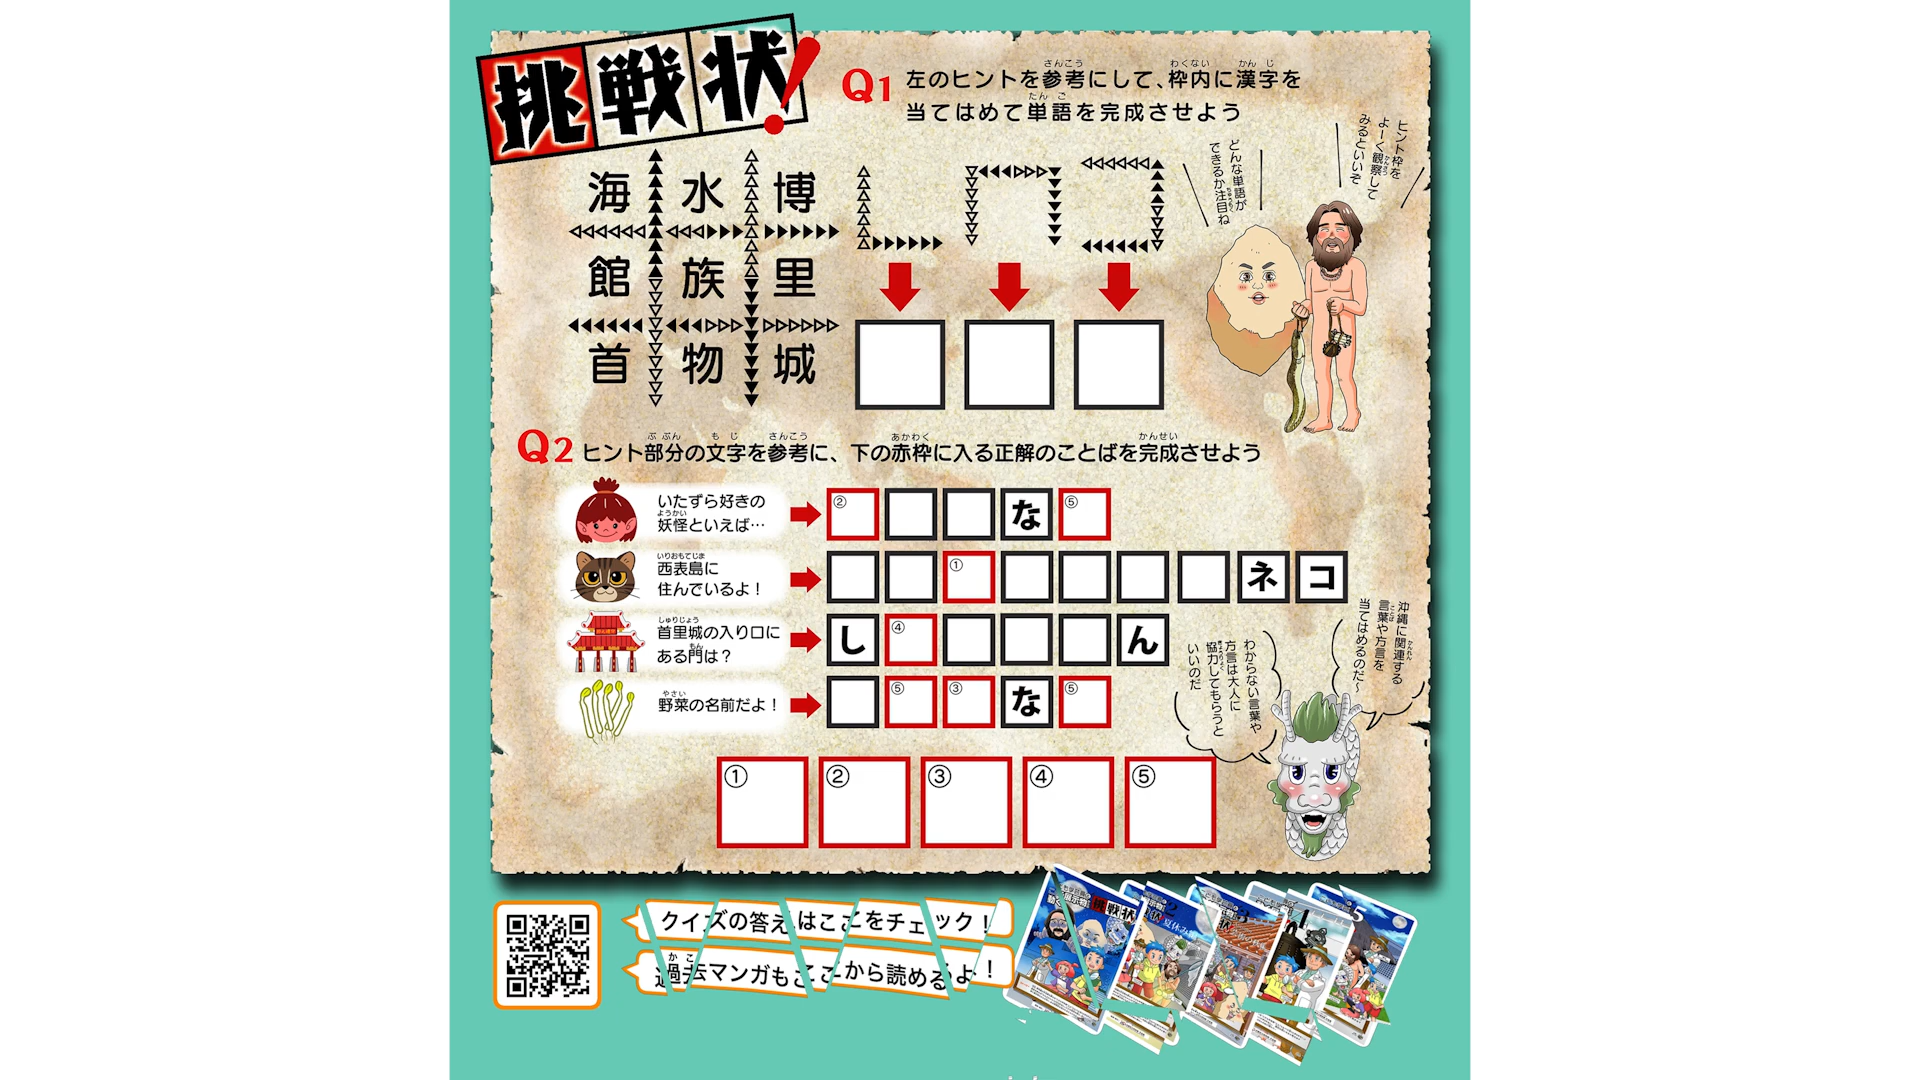 挑戦状!
Q1 左のヒントを参考にして、枠内に漢字を
当てはめて単語を完成させよう
海 水 博
館 族 里
首 物 城
どんな単語が
できるか注目ね
ヒント枠を
よーく観察して
みるといいぞ
Q2 ヒント部分の文字を参考に、下の赤枠に入る正解のことばを完成させよう
いたずら好きの
妖怪といえば…
② な ⑤
西表島に
住んでいるよ!
① ネ コ
首里城の入り口に
ある門は?
し ④ ん
野菜の名前だよ!
⑤ ③ な ⑤
沖縄に関連する
言葉や方言を
当てはめるのだ~
わからない言葉や
方言は大人に
協力してもらうと
いいのだ
① ② ③ ④ ⑤
クイズの答えはここをチェック!
過去マンガもここから読めるよ!
挑戦状